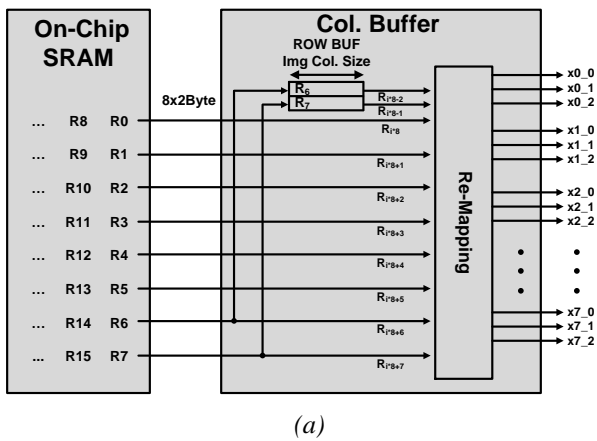 On-Chip
SRAM
Col. Buffer
ROW BUF
Img Col. Size
8x2Byte
R6
R7
Ri*8-2
Ri*8-1
Ri*8
Ri*8+1
Ri*8+2
Ri*8+3
Ri*8+4
Ri*8+5
Ri*8+6
Ri*8+7
... R8 R0
... R9 R1
... R10 R2
... R11 R3
... R12 R4
... R13 R5
... R14 R6
... R15 R7
Re-Mapping
x0_0
x0_1
x0_2
x1_0
x1_1
x1_2
x2_0
x2_1
x2_2
x7_0
x7_1
x7_2
(a)